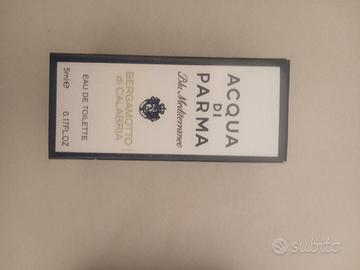 ACQUA
DI
PARMA
Blu Mediterraneo
BERGAMOTTO
di CALABRIA
EAU DE TOILETTE
5ml℮ 0.17FL.OZ
subito